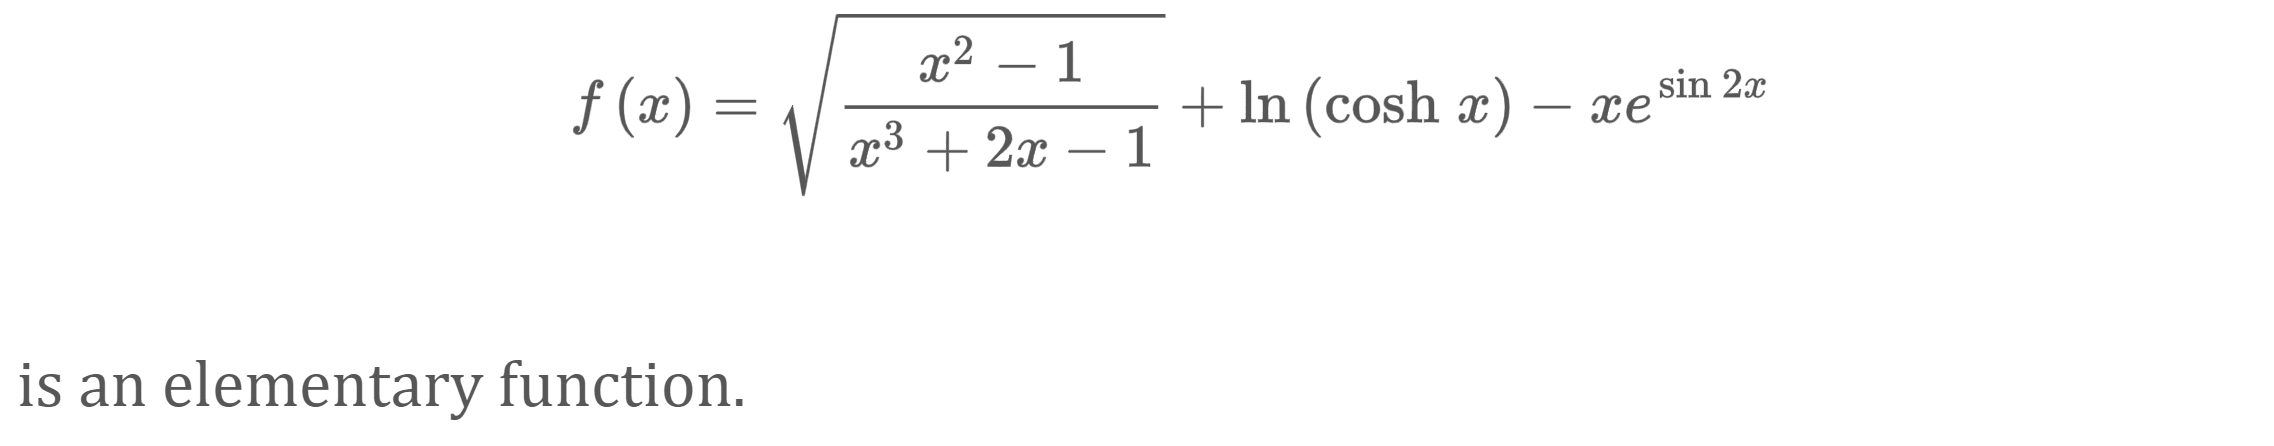 f(x) = √((x² − 1)/(x³ + 2x − 1)) + ln(cosh x) − xe^(sin 2x)
is an elementary function.